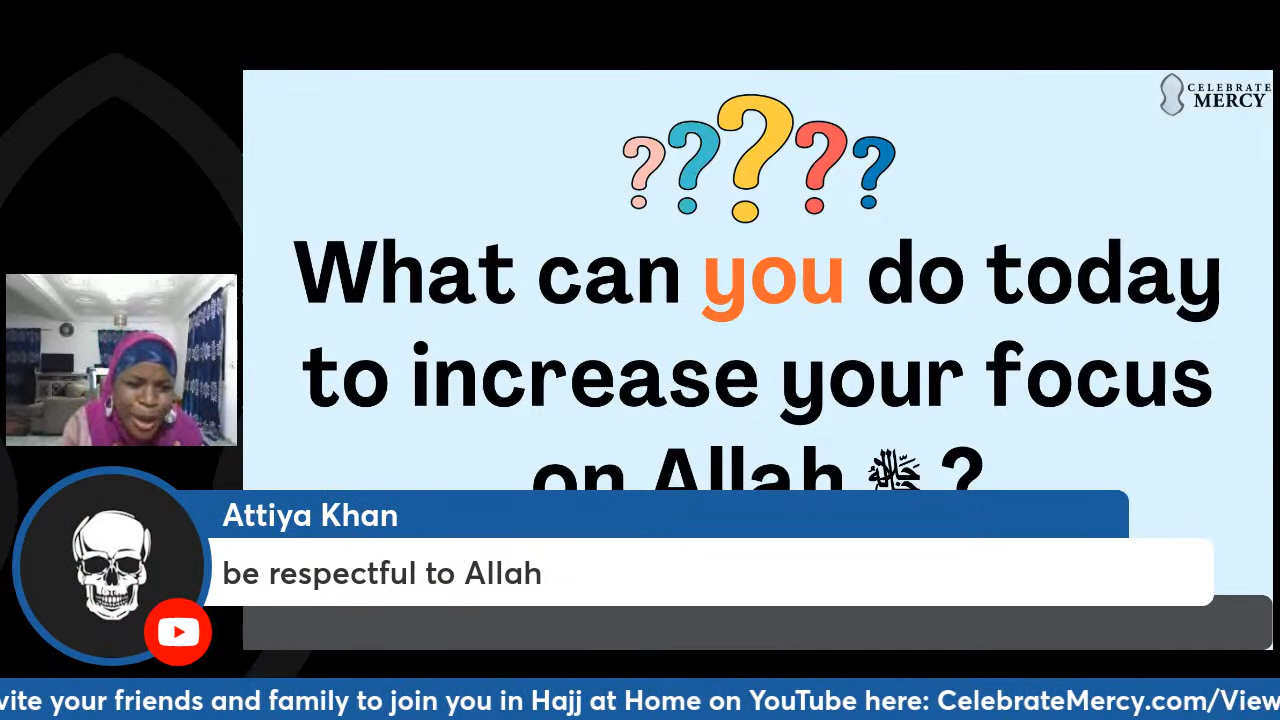 CELEBRATE
MERCY
? ? ? ? ?
What can you do today
to increase your focus
on Allah ﷻ ?
Attiya Khan
be respectful to Allah
vite your friends and family to join you in Hajj at Home on YouTube here: CelebrateMercy.com/View